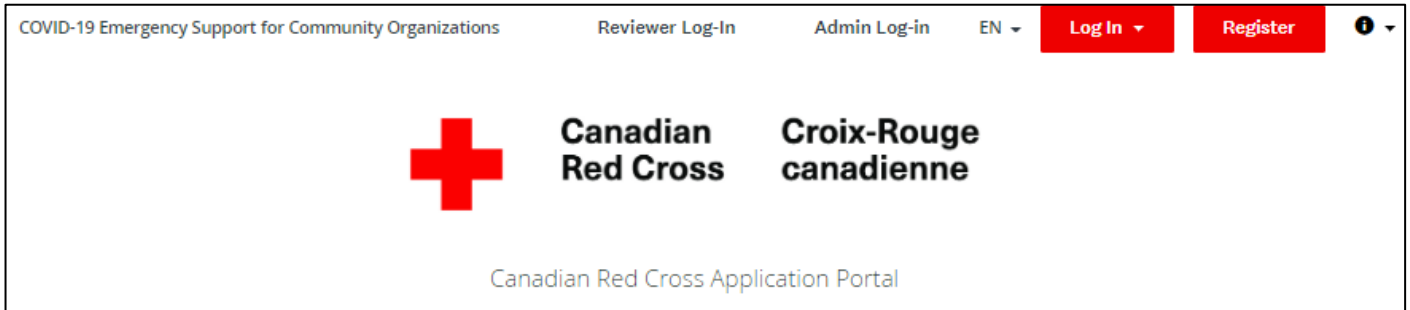 COVID-19 Emergency Support for Community Organizations Reviewer Log-In Admin Log-in EN Log In Register
Canadian Croix-Rouge
Red Cross canadienne
Canadian Red Cross Application Portal